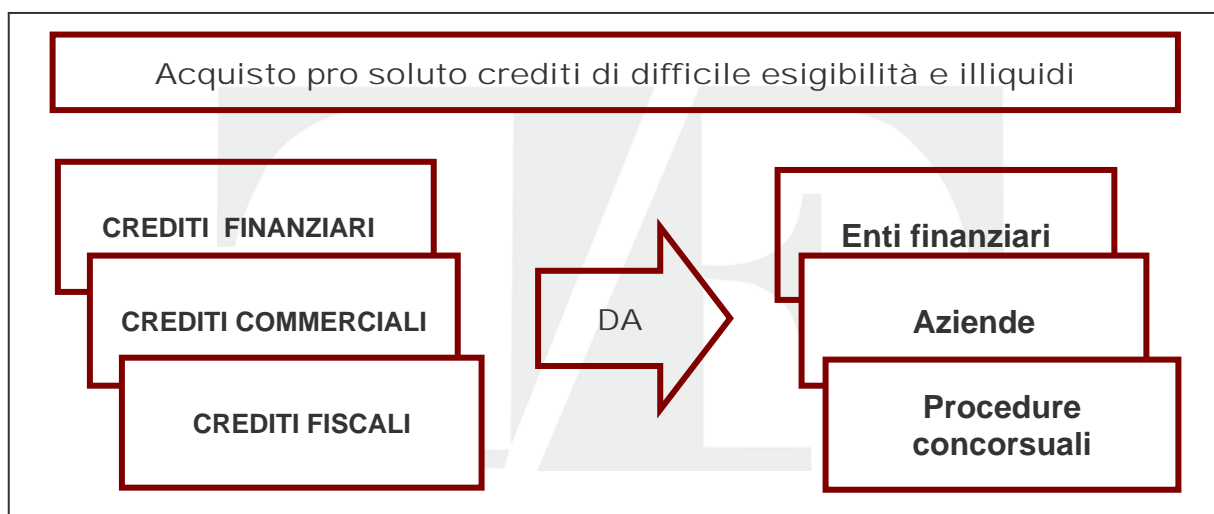 Acquisto pro soluto crediti di difficile esigibilità e illiquidi
CREDITI FINANZIARI
CREDITI COMMERCIALI
CREDITI FISCALI
DA
Enti finanziari
Aziende
Procedure
concorsuali